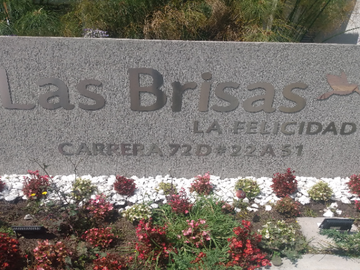 Las Brisas
LA FELICIDAD
CARRERA 72D #22A 51